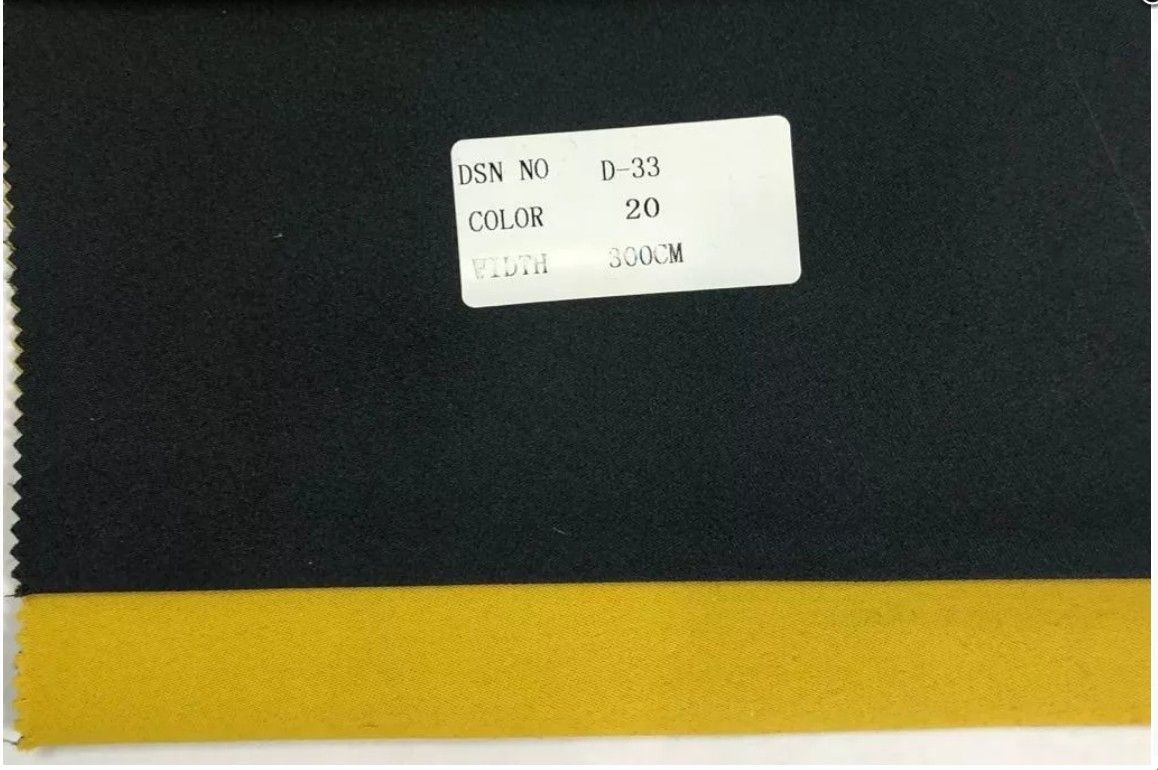 DSN NO D-33
COLOR 20
WIDTH 300CM